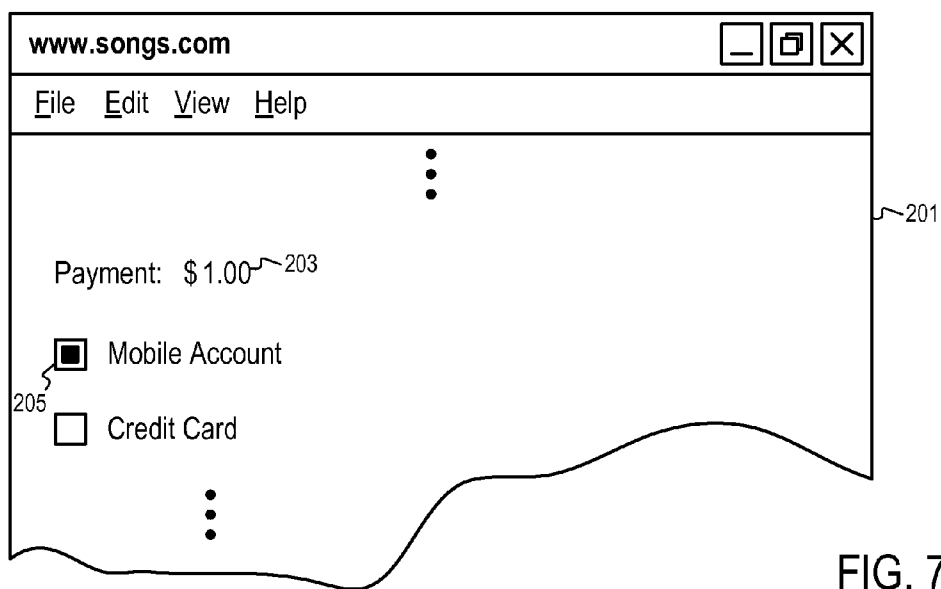 www.songs.com
File Edit View Help
201
Payment: $1.00 203
Mobile Account
205
Credit Card
FIG. 7